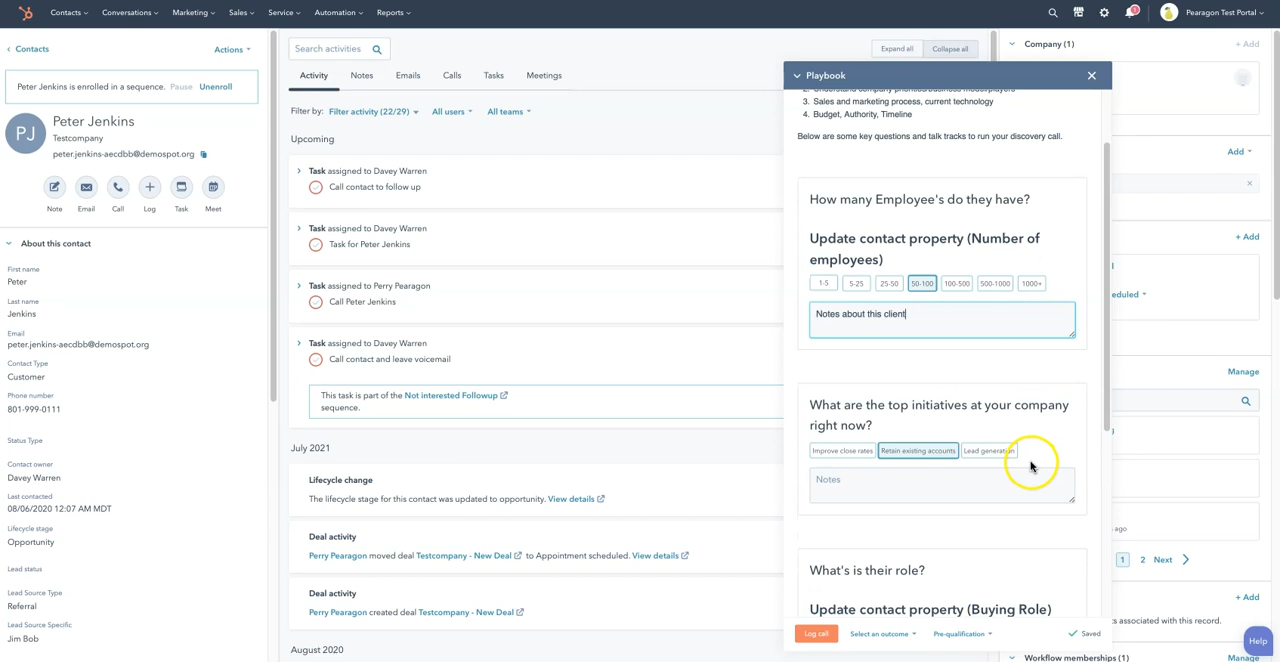 Contacts Conversations Marketing Sales Service Automation Reports
1
Pearagon Test Portal
Contacts
Actions
Peter Jenkins is enrolled in a sequence. Pause Unenroll
PJ
Peter Jenkins
Testcompany
peter.jenkins-aecdbb@demospot.org
Note Email Call Log Task Meet
About this contact
First name
Peter
Last name
Jenkins
Email
peter.jenkins-aecdbb@demospot.org
Contact Type
Customer
Phone number
801-999-0111
Status Type
Contact owner
Davey Warren
Last contacted
08/06/2020 12:07 AM MDT
Lifecycle stage
Opportunity
Lead status
Lead Source Type
Referral
Lead Source Specific
Jim Bob
Search activities
Expand all Collapse all
Activity Notes Emails Calls Tasks Meetings
Filter by: Filter activity (22/29) All users All teams
Upcoming
Task assigned to Davey Warren
Call contact to follow up
Task assigned to Davey Warren
Task for Peter Jenkins
Task assigned to Perry Pearagon
Call Peter Jenkins
Task assigned to Davey Warren
Call contact and leave voicemail
This task is part of the Not interested Followup
sequence.
July 2021
Lifecycle change
The lifecycle stage for this contact was updated to opportunity. View details
Deal activity
Perry Pearagon moved deal Testcompany - New Deal to Appointment scheduled. View details
Deal activity
Perry Pearagon created deal Testcompany - New Deal
August 2020
Playbook
3. Sales and marketing process, current technology
4. Budget, Authority, Timeline
Below are some key questions and talk tracks to run your discovery call.
How many Employee's do they have?
Update contact property (Number of
employees)
1-5 5-25 25-50 50-100 100-500 500-1000 1000+
Notes about this client
What are the top initiatives at your company
right now?
Improve close rates Retain existing accounts Lead generation
Notes
What's is their role?
Update contact property (Buying Role)
Log call Select an outcome Pre-qualification Saved
Company (1)
+ Add
Add
+ Add
eduled
Manage
ago
1 2 Next
+ Add
ts associated with this record.
Workflow memberships (1)
Manage
Help